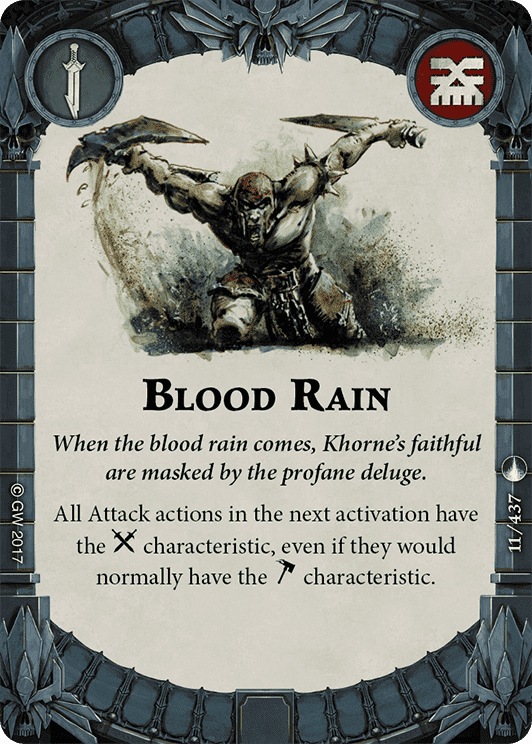 Blood Rain
When the blood rain comes, Khorne's faithful
are masked by the profane deluge.
All Attack actions in the next activation have
the characteristic, even if they would
normally have the characteristic.
© GW 2017
11/437